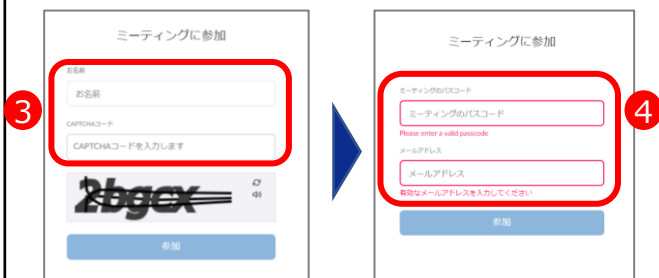 ミーティングに参加
お名前
お名前
CAPTCHAコード
CAPTCHAコードを入力します
2bgcx
参加
3
ミーティングに参加
ミーティングのパスコード
ミーティングのパスコード
Please enter a valid passcode
メールアドレス
メールアドレス
有効なメールアドレスを入力してください
参加
4